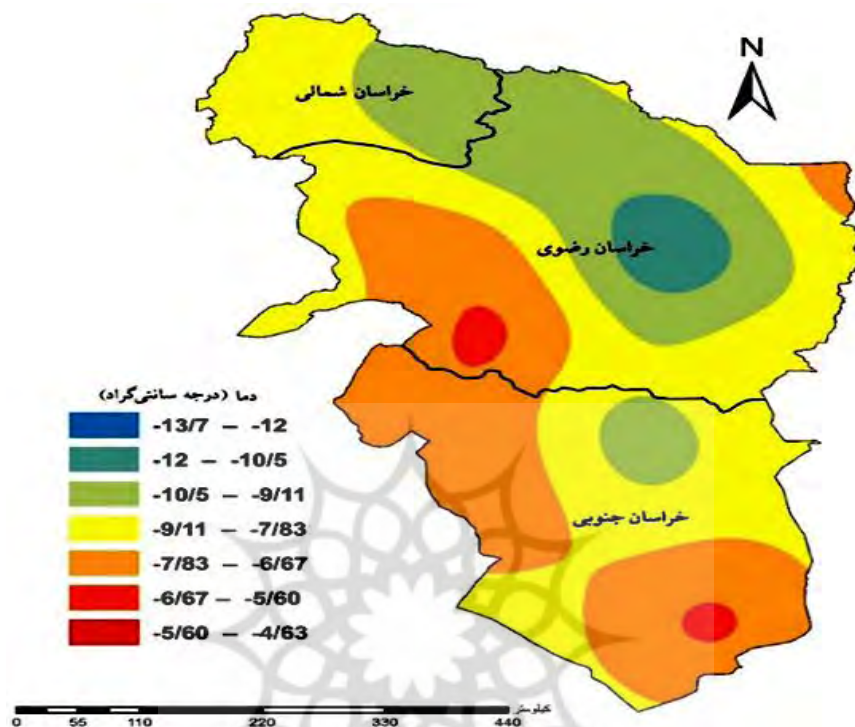 N
خراسان شمالی
خراسان رضوی
دما (درجه سانتی‌گراد)
-13/7 – -12
-12 – -10/5
-10/5 – -9/11
-9/11 – -7/83
-7/83 – -6/67
-6/67 – -5/60
-5/60 – -4/63
خراسان جنوبی
کیلومتر
0 55 110 220 330 440